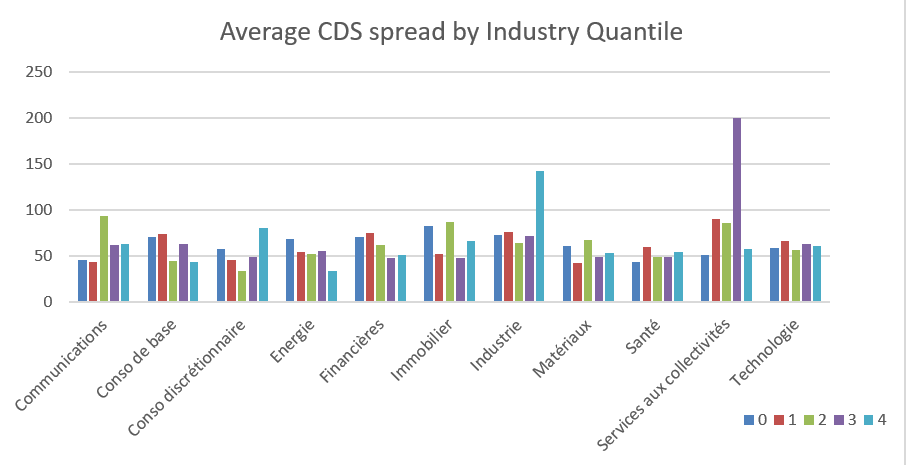 Average CDS spread by Industry Quantile
250
200
150
100
50
0
Communications
Conso de base
Conso discrétionnaire
Energie
Financières
Immobilier
Industrie
Matériaux
Santé
Services aux collectivités
Technologie
0 1 2 3 4